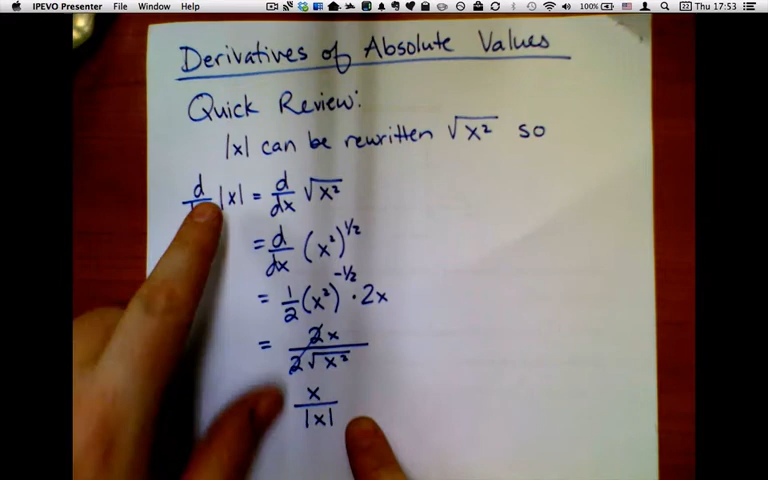 IPEVO Presenter File Window Help 100% Thu 17:53
22
Derivatives of Absolute Values
Quick Review:
|x| can be rewritten √x² so
d |x| = d/dx √x²
= d/dx (x²)^1/2
= 1/2 (x²)^-1/2 · 2x
= 2x / 2√x²
x / |x|